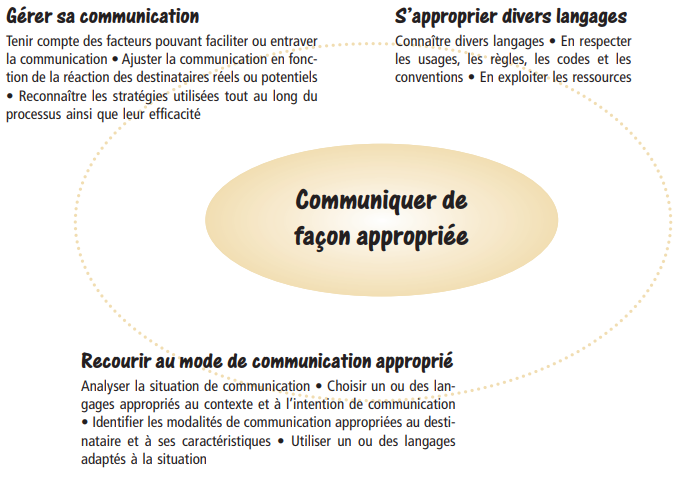 Gérer sa communication
Tenir compte des facteurs pouvant faciliter ou entraver
la communication • Ajuster la communication en fonc-
tion de la réaction des destinataires réels ou potentiels
• Reconnaître les stratégies utilisées tout au long du
processus ainsi que leur efficacité
S'approprier divers langages
Connaître divers langages • En respecter
les usages, les règles, les codes et les
conventions • En exploiter les ressources
Communiquer de
façon appropriée
Recourir au mode de communication approprié
Analyser la situation de communication • Choisir un ou des lan-
gages appropriés au contexte et à l'intention de communication
• Identifier les modalités de communication appropriées au desti-
nataire et à ses caractéristiques • Utiliser un ou des langages
adaptés à la situation